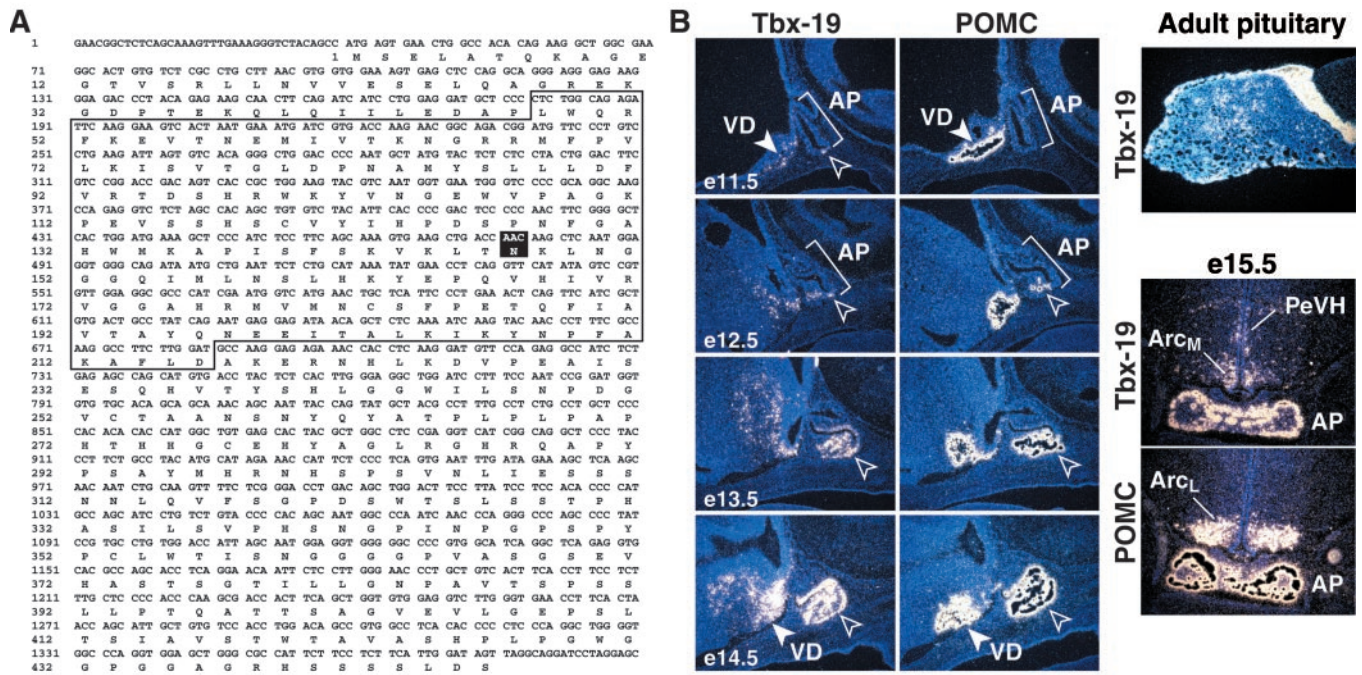 A
1 GAACGGCTCTCAGCAAAGTTTGAAAGGGTCTACAGCC ATG AGT GAA CTG GCC ACA CAG AAG GCT GGC GAA
1 M S E L A T Q K A G E
71 GGC ACT GTG TCT CGC CTG CTT AAC GTG GTG GAA AGT GAG CTC CAG GCA GGG AGG GAG AAG
12 G T V S R L L N V V E S E L Q A G R E K
131 GGA GAC CCT ACA GAG AAG CAA CTT CAG ATC ATC CTG GAG GAT GCT CCC CTC TGG CAG AGA
32 G D P T E K Q L Q I I L E D A P L W Q R
191 TTC AAG GAA GTC ACT AAT GAA ATG ATC GTG ACC AAG AAC GGC AGA CGG ATG TTC CCT GTC
52 F K E V T N E M I V T K N G R R M F P V
251 CTG AAG ATT AGT GTC ACA GGG CTG GAC CCC AAT GCT ATG TAC TCT CTC CTA CTG GAC TTC
72 L K I S V T G L D P N A M Y S L L L D F
311 GTC CGG ACC GAC AGT CAC CGC TGG AAG TAC GTC AAT GGT GAA TGG GTC CCC GCA GGC AAG
92 V R T D S H R W K Y V N G E W V P A G K
371 CCA GAG GTC TCT AGC CAC AGC TGT GTC TAC ATT CAC CCC GAC TCC CCC AAC TTC GGG GCT
112 P E V S S H S C V Y I H P D S P N F G A
431 CAC TGG ATG AAA GCT CCC ATC TCC TTC AGC AAA GTG AAG CTG ACC AAC AAG CTC AAT GGA
132 H W M K A P I S F S K V K L T N K L N G
491 GGT GGG CAG ATA ATG CTG AAT TCT CTG CAT AAA TAT GAA CCT CAG GTT CAT ATA GTC CGT
152 G G Q I M L N S L H K Y E P Q V H I V R
551 GTT GGA GGC GCC CAT CGA ATG GTC ATG AAC TGC TCA TTC CCT GAA ACT CAG TTC ATC GCT
172 V G G A H R M V M N C S F P E T Q F I A
611 GTG ACT GCC TAT CAG AAT GAG GAG ATA ACA GCT CTC AAA ATC AAG TAC AAC CCT TTC GCC
192 V T A Y Q N E E I T A L K I K Y N P F A
671 AAG GCC TTC TTG GAT GCC AAG GAG AGA AAC CAC CTC AAG GAT GTT CCA GAG GCC ATC TCT
212 K A F L D A K E R N H L K D V P E A I S
731 GAG AGC CAG CAT GTG ACC TAC TCT CAC TTG GGA GGC TGG ATC CTT TCC AAT CCG GAT GGT
232 E S Q H V T Y S H L G G W I L S N P D G
791 GTG TGC ACA GCA GCA AAC AGC AAT TAC CAG TAT GCT ACG CCT TTG CCT CTG CCT GCT CCC
252 V C T A A N S N Y Q Y A T P L P L P A P
851 CAC ACA CAC CAT GGC TGT GAG CAC TAC GCT GGC CTC CGA GGT CAT CGG CAG GCT CCC TAC
272 H T H H G C E H Y A G L R G H R Q A P Y
911 CCT TCT GCC TAC ATG CAT AGA AAC CAT TCT CCC TCA GTG AAT TTG ATA GAA AGC TCA AGC
292 P S A Y M H R N H S P S V N L I E S S S
971 AAC AAT CTG CAA GTT TTC TCG GGA CCT GAC AGC TGG ACT TCC TTA TCC TCC ACA CCC CAT
312 N N L Q V F S G P D S W T S L S S T P H
1031 GCC AGC ATC CTG TCT GTA CCC CAC AGC AAT GGC CCA ATC AAC CCA GGG CCC AGC CCC TAT
332 A S I L S V P H S N G P I N P G P S P Y
1091 CCG TGC CTG TGG ACC ATT AGC AAT GGA GGT GGG GGC CCC GTG GCA TCA GGC TCA GAG GTG
352 P C L W T I S N G G G G P V A S G S E V
1151 CAC GCC AGC ACC TCA GGA ACA ATT CTC CTT GGG AAC CCT GCT GTC ACT TCA CCT TCC TCT
372 H A S T S G T I L L G N P A V T S P S S
1211 TTG CTC CCC ACC CAA GCG ACC ACT TCA GCT GGT GTG GAG GTC TTG GGT GAA CCT TCA CTA
392 L L P T Q A T T S A G V E V L G E P S L
1271 ACC AGC ATT GCT GTG TCC ACC TGG ACA GCC GTG GCC TCA CAC CCC CTC CCA GGC TGG GGT
412 T S I A V S T W T A V A S H P L P G W G
1331 GGC CCA GGT GGA GCT GGG CGC CAT TCT TCC TCT TCA TTG GAT AGT TAGGCAGGATCCTAGGAGC
432 G P G G A G R H S S S S L D S
B
Tbx-19 POMC
AP
VD
e11.5
VD
AP
AP
e12.5
AP
e13.5
e14.5
VD
VD
Adult pituitary
Tbx-19
e15.5
Tbx-19
PeVH
ArcM
AP
POMC
ArcL
AP